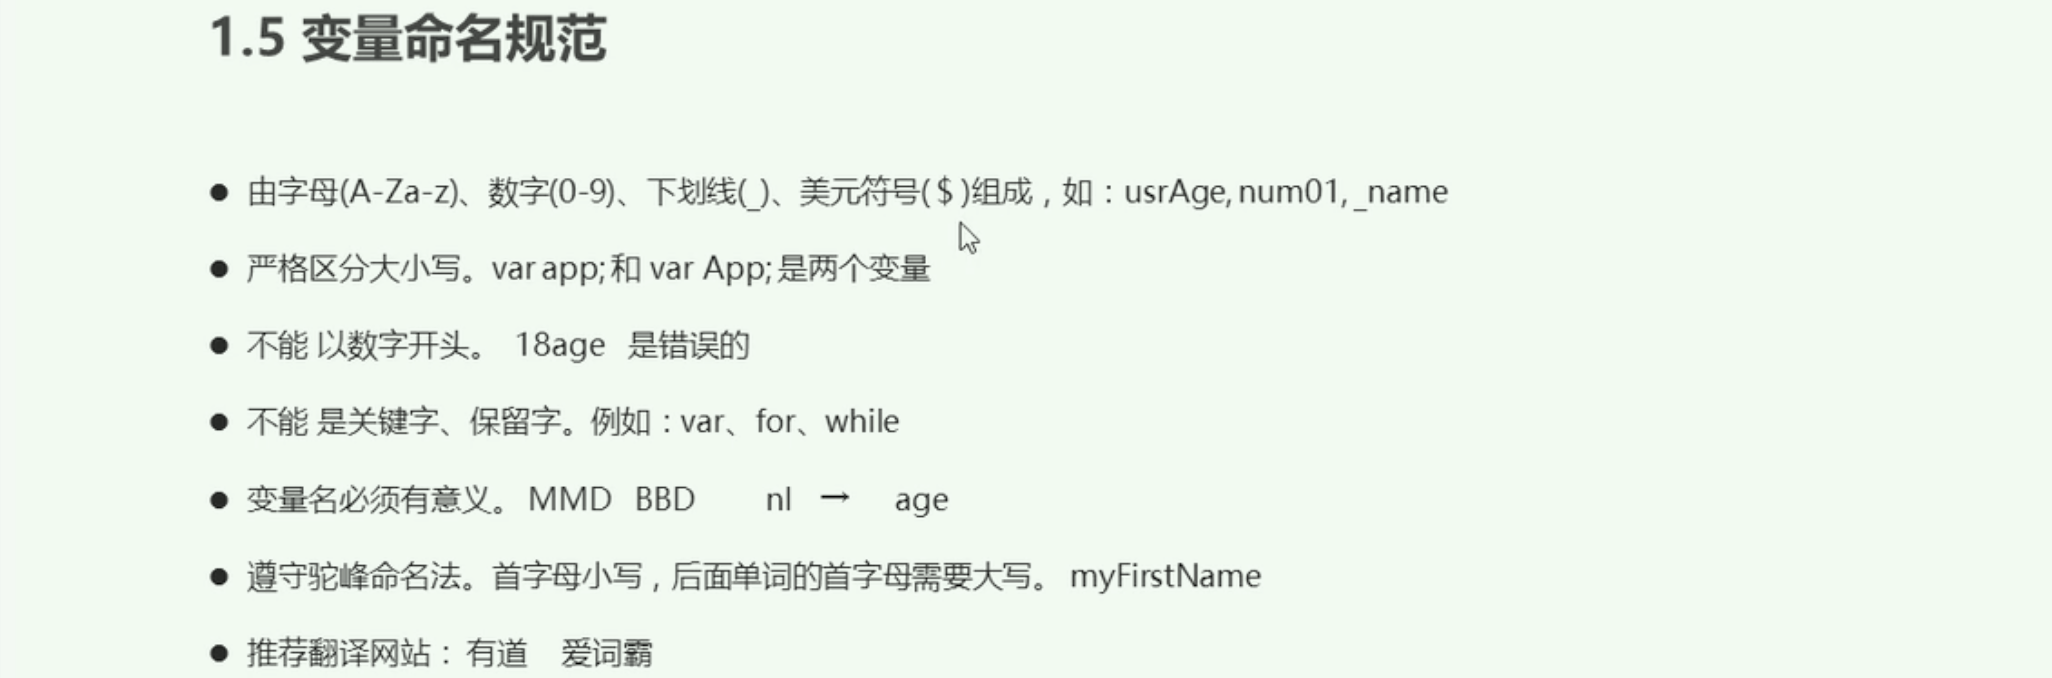 1.5 变量命名规范
● 由字母(A-Za-z)、数字(0-9)、下划线(_)、美元符号( $ )组成，如：usrAge, num01, _name
● 严格区分大小写。var app; 和 var App; 是两个变量
● 不能 以数字开头。 18age 是错误的
● 不能 是关键字、保留字。例如：var、for、while
● 变量名必须有意义。 MMD BBD nl → age
● 遵守驼峰命名法。首字母小写，后面单词的首字母需要大写。 myFirstName
● 推荐翻译网站： 有道 爱词霸